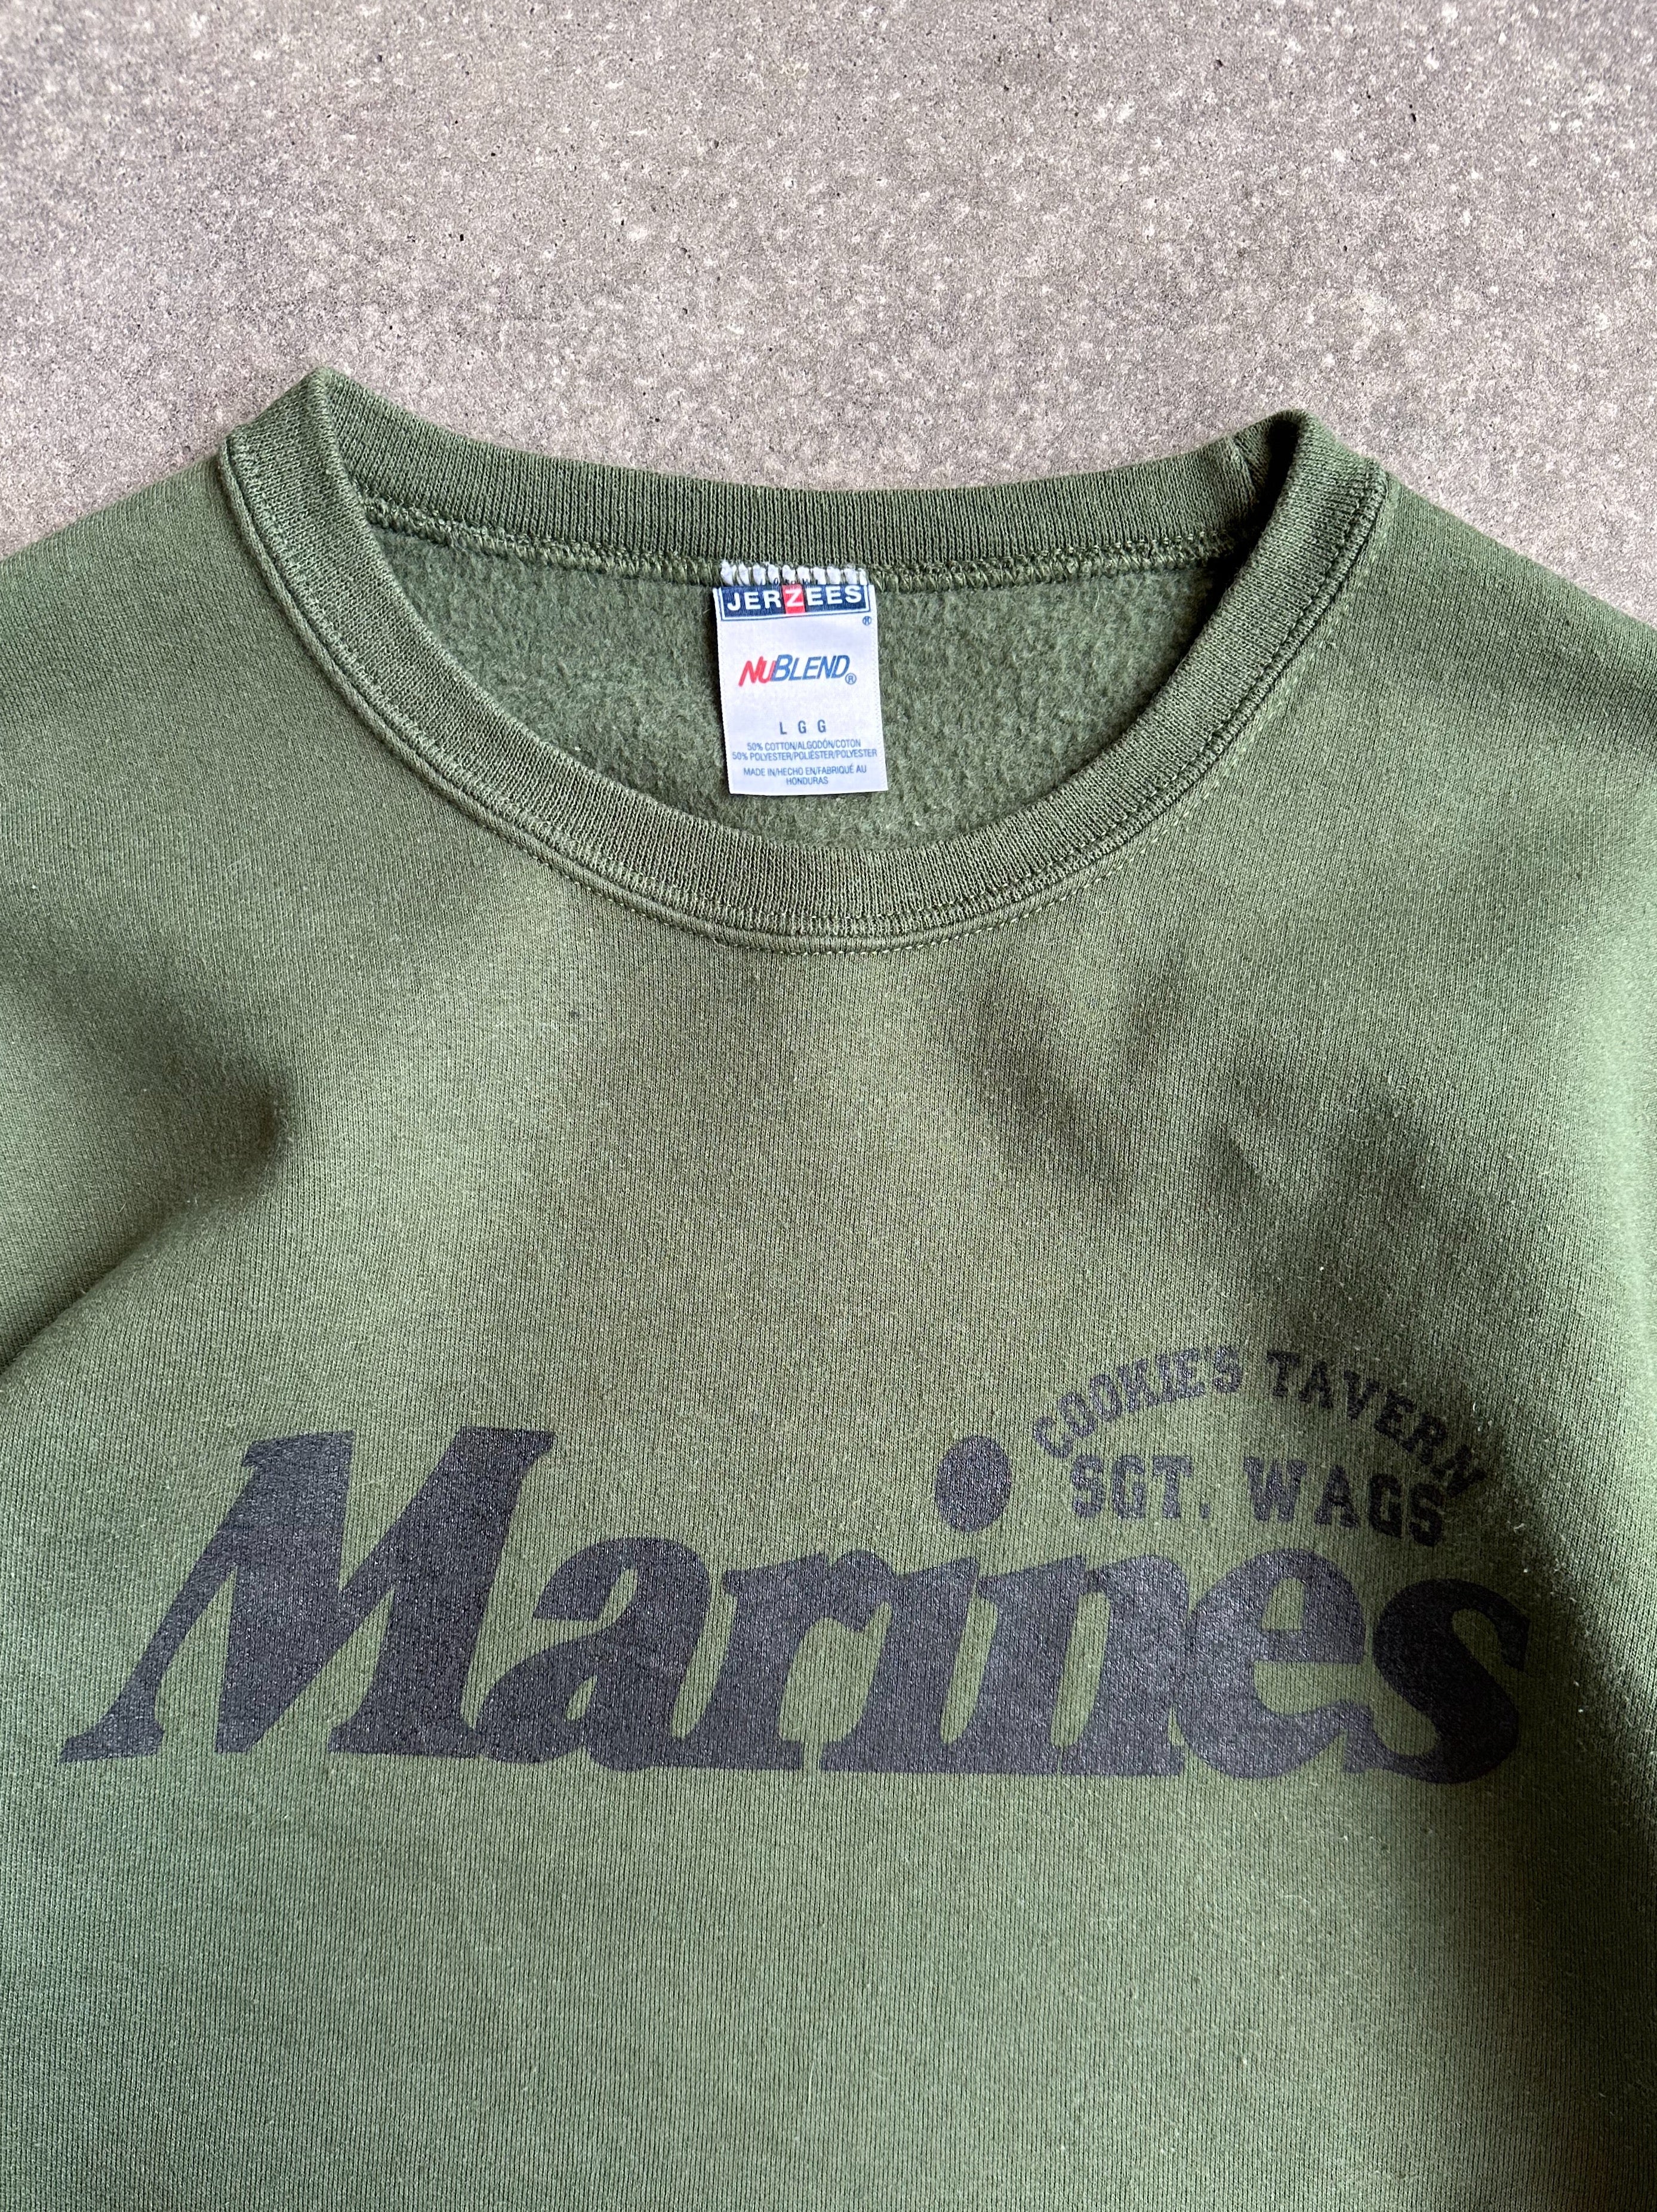 JERZEES®
NUBLEND®
L G G
50% COTTON/ALGODÓN/COTON
50% POLYESTER/POLIÉSTER/POLYESTER
MADE IN/HECHO EN/FABRIQUÉ AU
HONDURAS
COOKIE'S TAVERN
SGT. WAGS
Marines